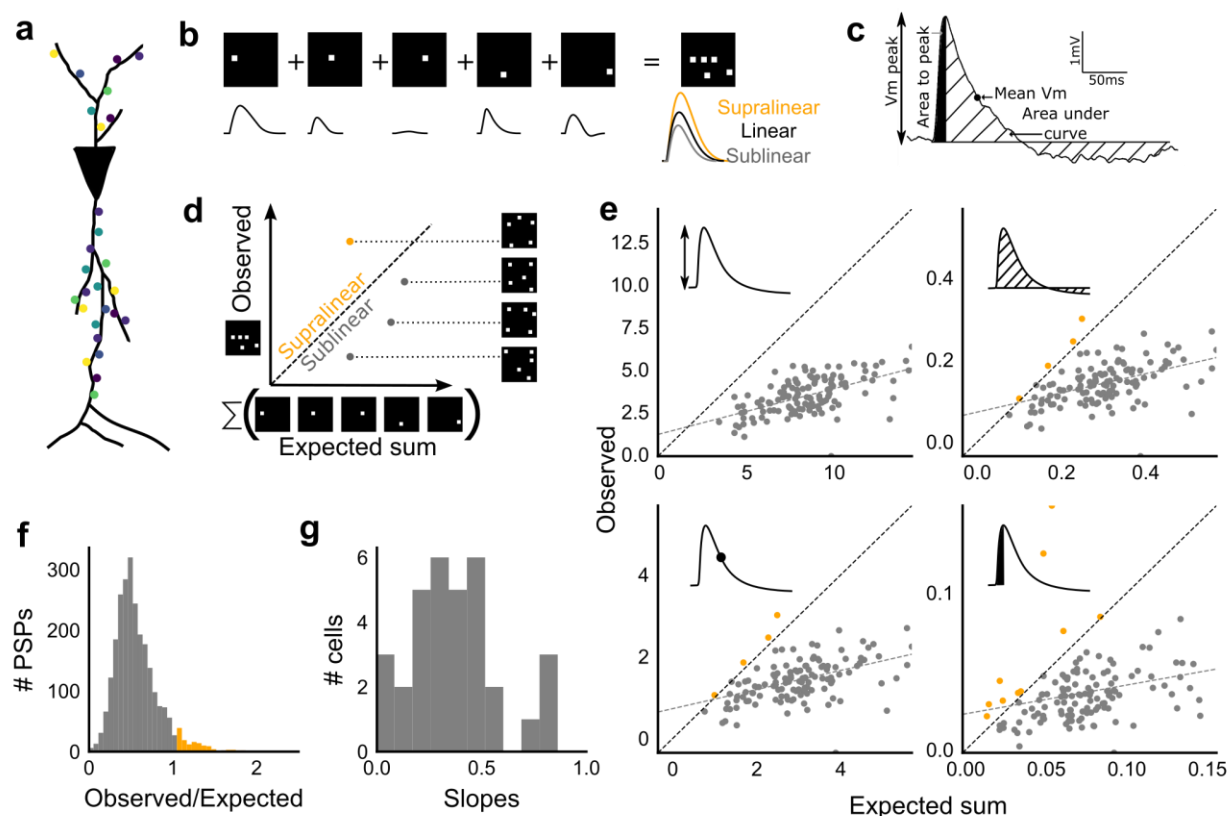 a
b
+ + + + =
Supralinear
Linear
Sublinear
c
Vm peak
Area to peak
Mean Vm
Area under
curve
1mV
50ms
d
Observed
Supralinear
Sublinear
Σ( )
Expected sum
e
Observed
12.5
10.0
7.5
5.0
2.5
0.0
0 5 10
0.4
0.2
0.0
0.0 0.2 0.4
4
2
0
0 2 4
0.1
0.0
0.00 0.05 0.10 0.15
Expected sum
f
# PSPs
300
200
100
0
0 1 2
Observed/Expected
g
# cells
6
4
2
0
0.0 0.5 1.0
Slopes